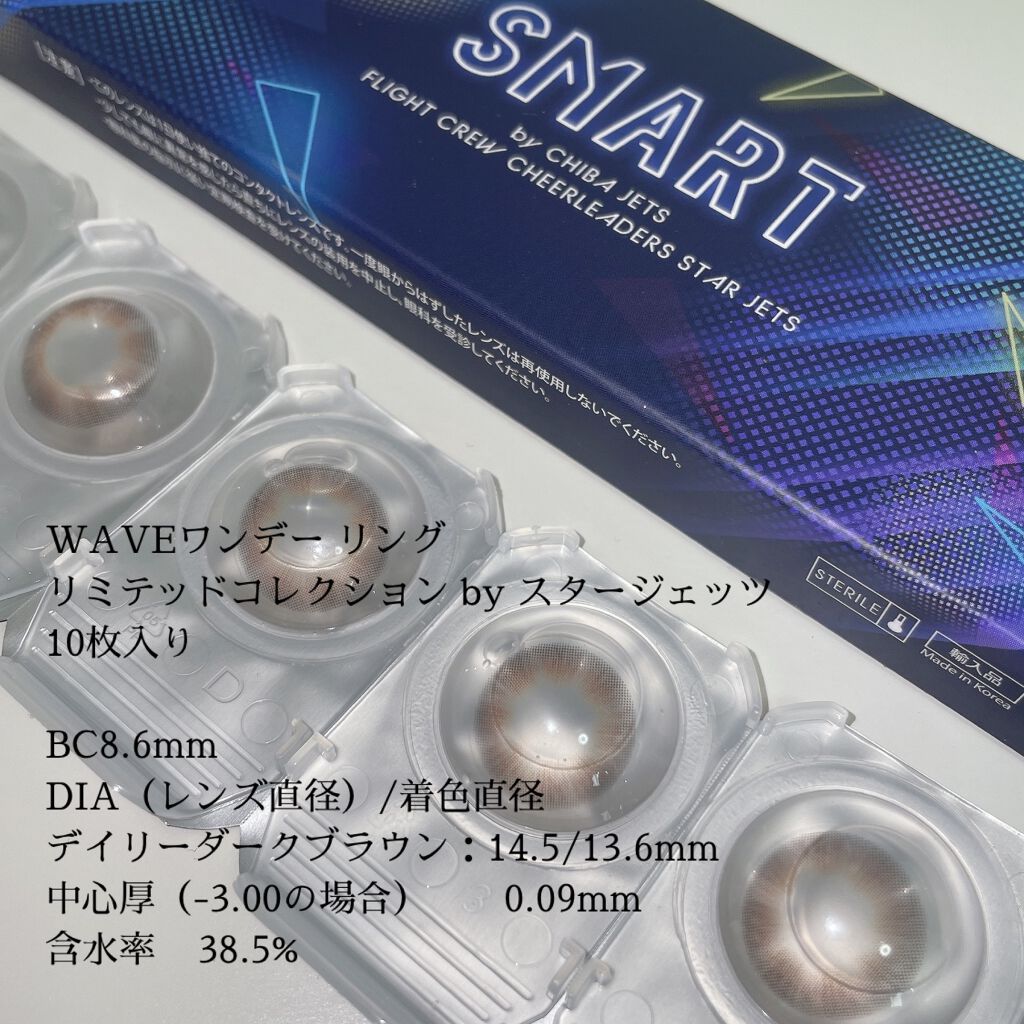 SMART
by CHIBA JETS
FLIGHT CREW CHEERLEADERS STAR JETS
一度眼からはずしたレンズは再使用しないでください。
STERILE
輸入品
Made in Korea
WAVEワンデー リング
リミテッドコレクション by スタージェッツ
10枚入り
BC8.6mm
DIA（レンズ直径）/着色直径
デイリーダークブラウン：14.5/13.6mm
中心厚（-3.00の場合） 0.09mm
含水率 38.5%